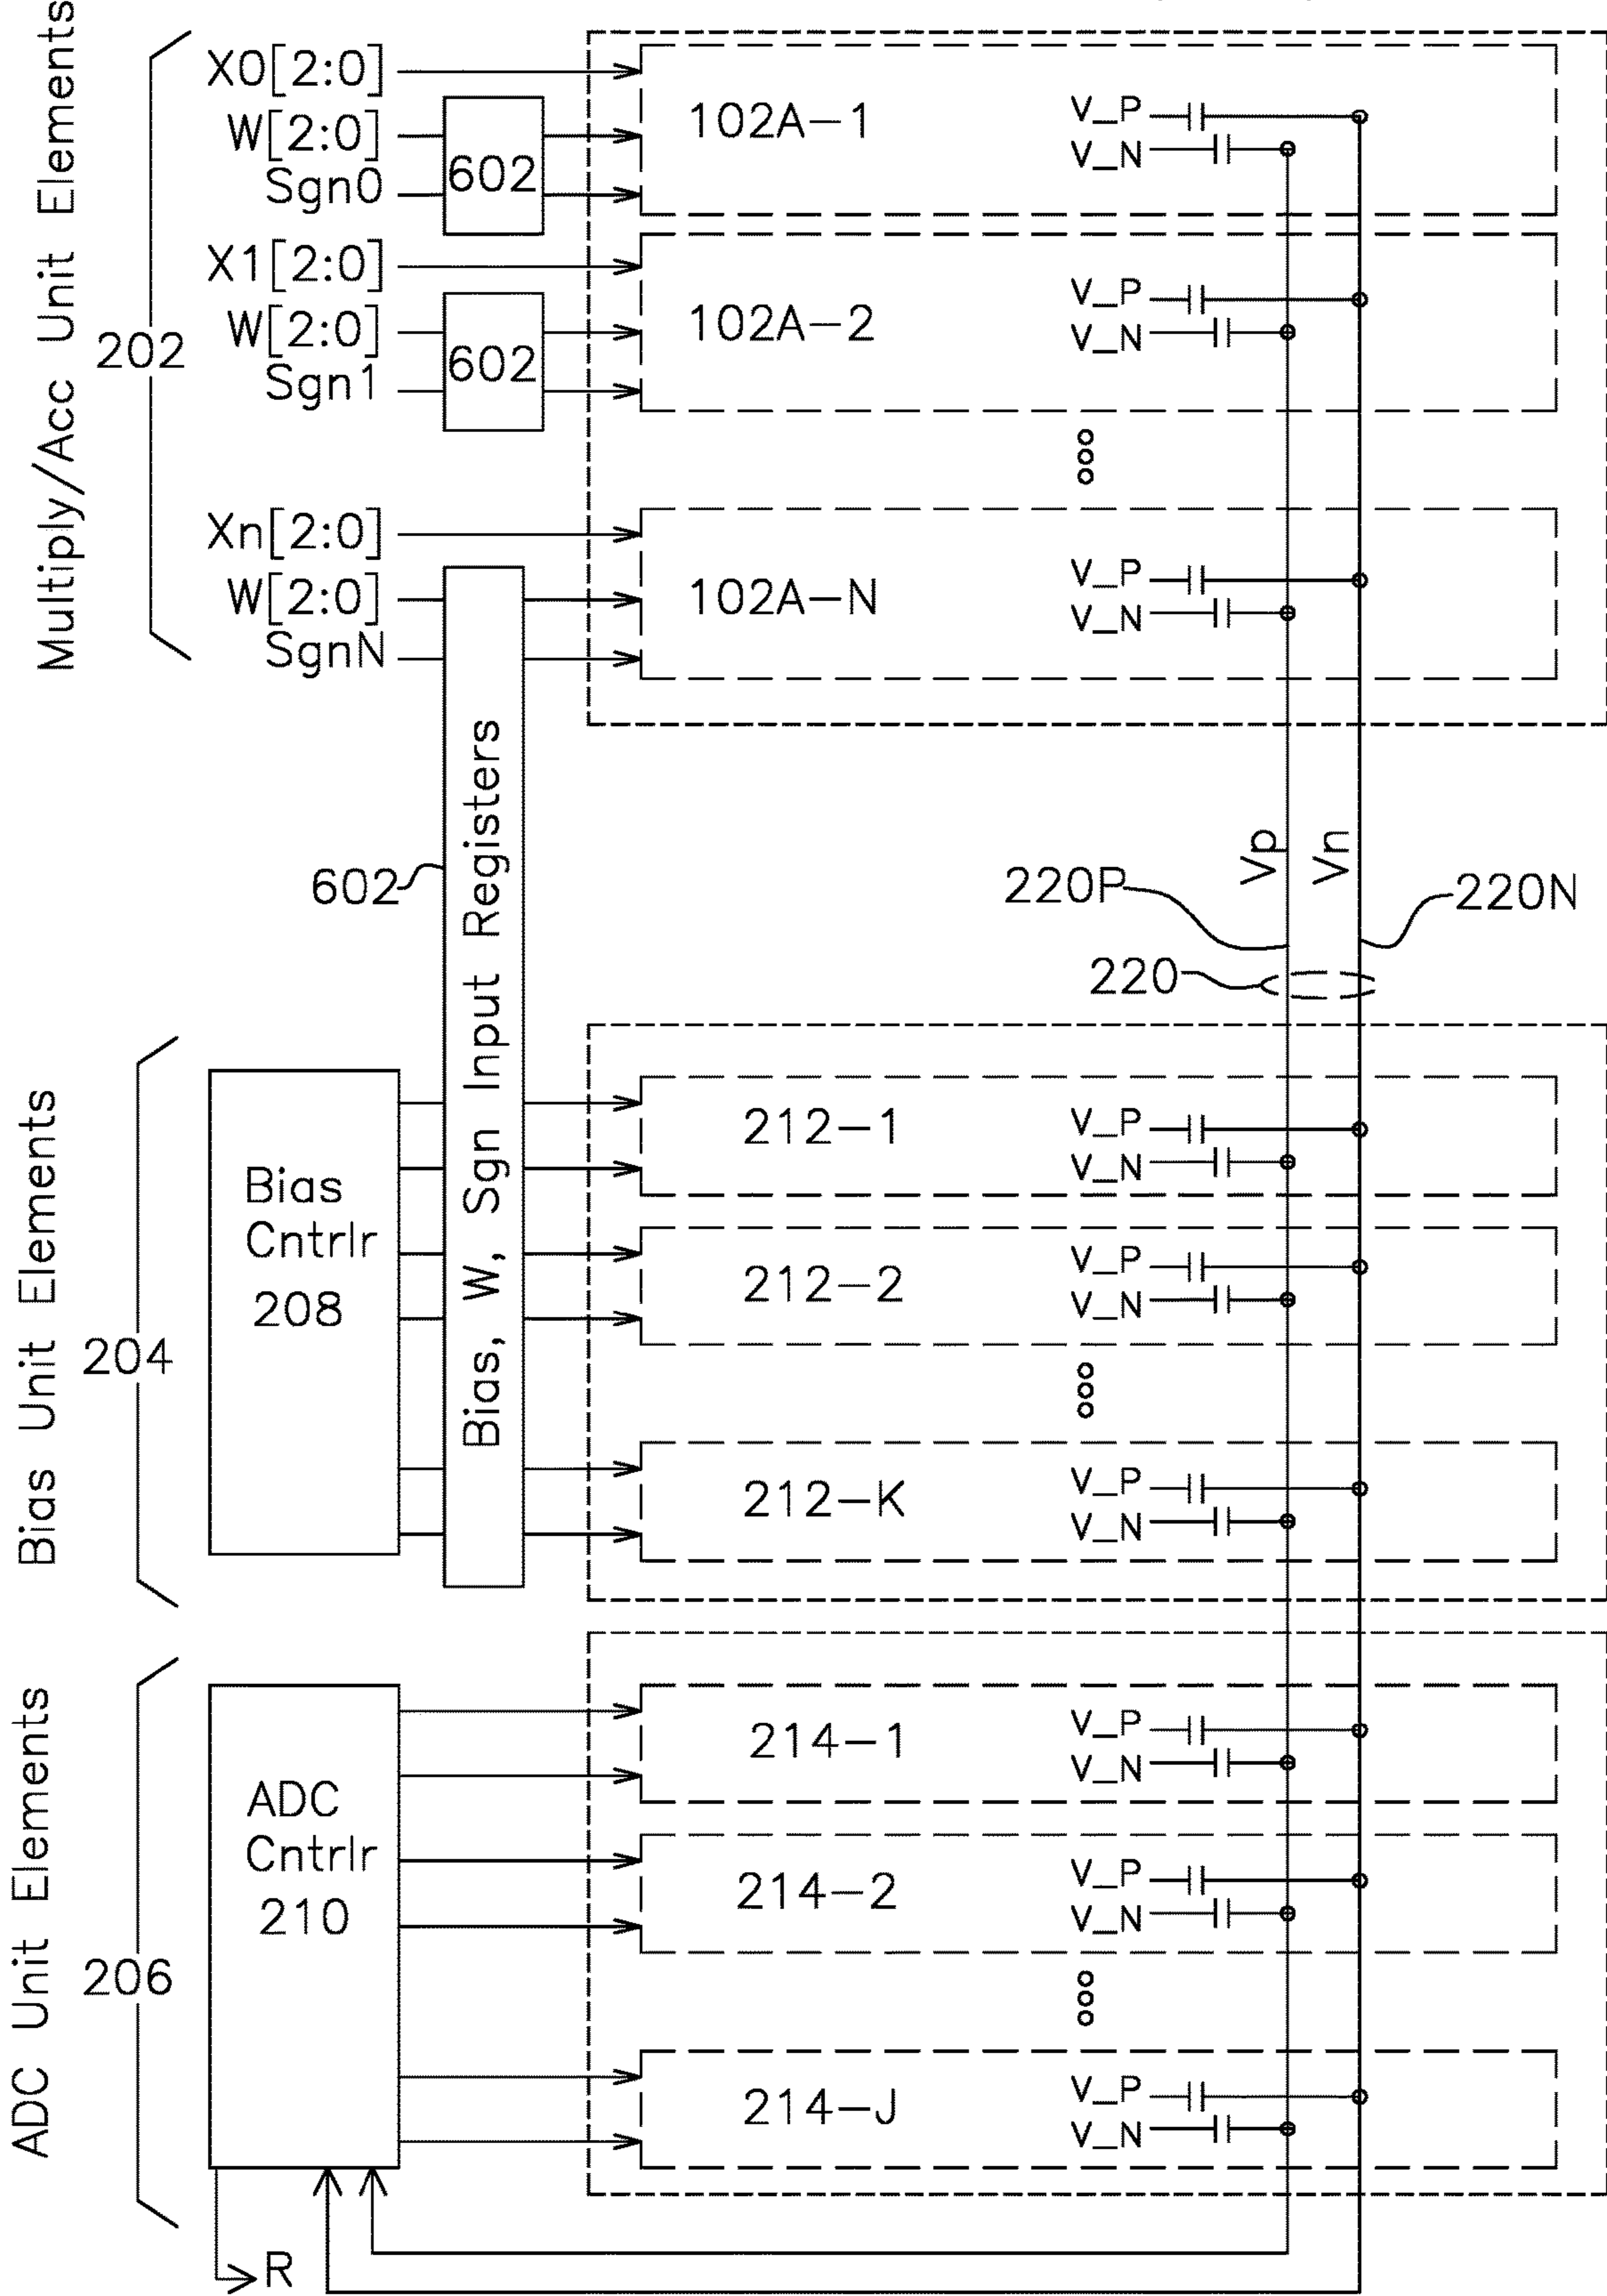 Multiply/Acc Unit Elements
202
X0[2:0]
W[2:0]
Sgn0
602
102A-1
V_P
V_N
X1[2:0]
W[2:0]
Sgn1
602
102A-2
V_P
V_N
Xn[2:0]
W[2:0]
SgnN
102A-N
V_P
V_N
602
Bias, W, Sgn Input Registers
Vp
Vn
220P
220N
220
Bias Unit Elements
204
Bias
Cntrlr
208
212-1
V_P
V_N
212-2
V_P
V_N
212-K
V_P
V_N
ADC Unit Elements
206
ADC
Cntrlr
210
214-1
V_P
V_N
214-2
V_P
V_N
214-J
V_P
V_N
R